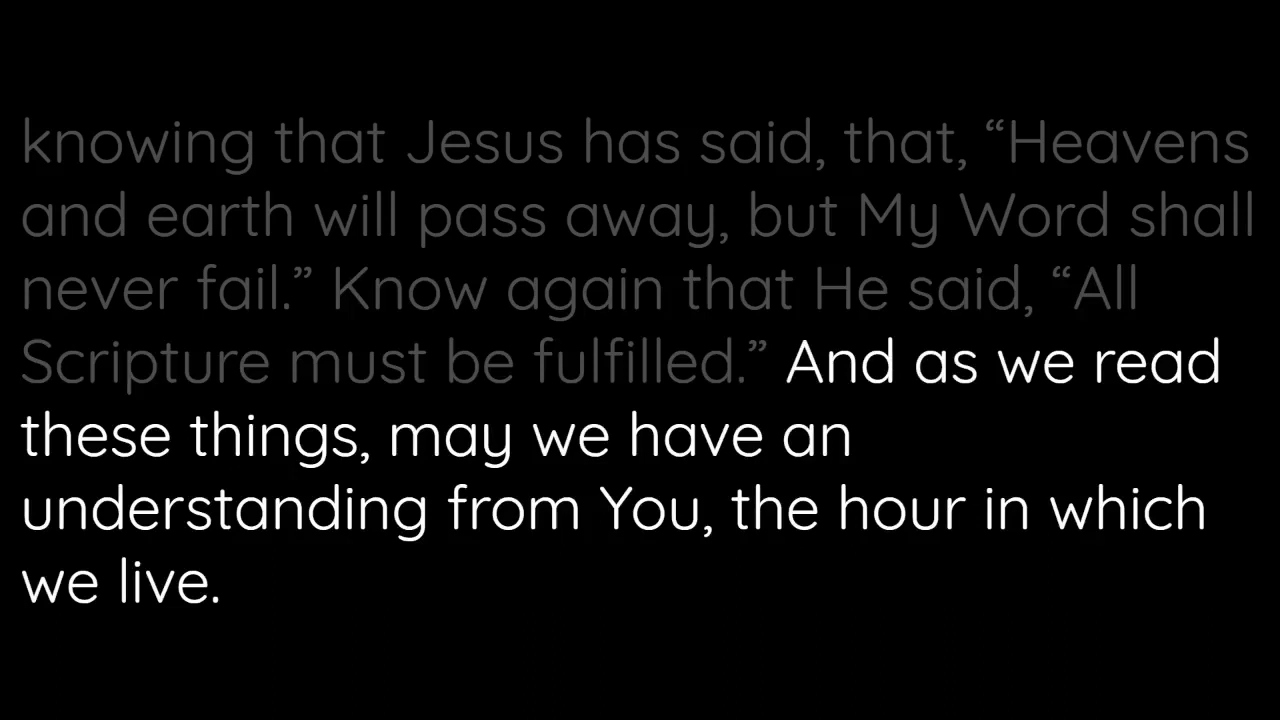 knowing that Jesus has said, that, “Heavens
and earth will pass away, but My Word shall
never fail.” Know again that He said, “All
Scripture must be fulfilled.” And as we read
these things, may we have an
understanding from You, the hour in which
we live.